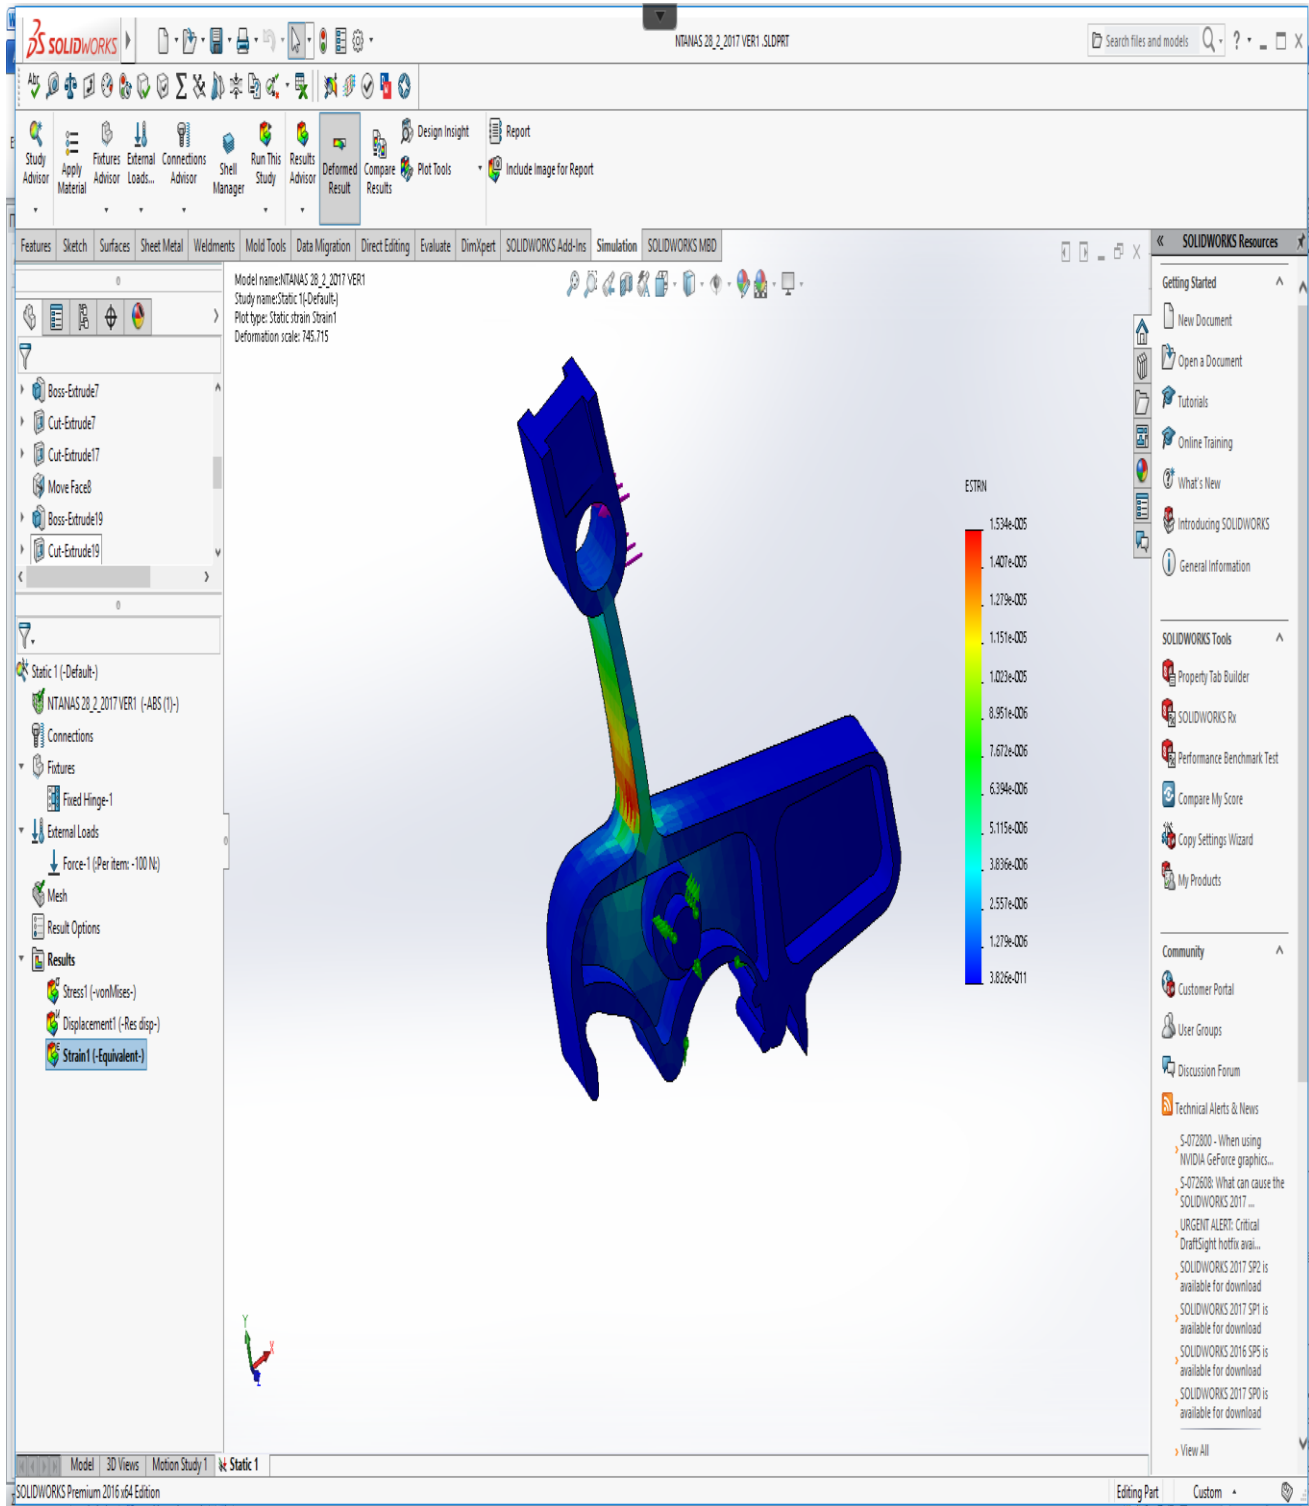 SOLIDWORKS
NTANAS 28_2_2017 VER1 .SLDPRT
Search files and models
?
Study Advisor
Apply Material
Fixtures Advisor
External Loads...
Connections Advisor
Shell Manager
Run This Study
Results Advisor
Deformed Result
Compare Results
Design Insight
Plot Tools
Report
Include Image for Report
Features
Sketch
Surfaces
Sheet Metal
Weldments
Mold Tools
Data Migration
Direct Editing
Evaluate
DimXpert
SOLIDWORKS Add-Ins
Simulation
SOLIDWORKS MBD
Boss-Extrude7
Cut-Extrude7
Cut-Extrude17
Move Face8
Boss-Extrude19
Cut-Extrude19
Static 1 (-Default-)
NTANAS 28_2_2017 VER1 (-ABS (1)-)
Connections
Fixtures
Fixed Hinge-1
External Loads
Force-1 (:Per item: -100 N:)
Mesh
Result Options
Results
Stress1 (-vonMises-)
Displacement1 (-Res disp-)
Strain1 (-Equivalent-)
Model name:NTANAS 28_2_2017 VER1
Study name:Static 1(-Default-)
Plot type: Static strain Strain1
Deformation scale: 745.715
ESTRN
1.534e-005
1.407e-005
1.279e-005
1.151e-005
1.023e-005
8.951e-006
7.672e-006
6.394e-006
5.115e-006
3.836e-006
2.557e-006
1.279e-006
3.826e-011
Y
X
SOLIDWORKS Resources
Getting Started
New Document
Open a Document
Tutorials
Online Training
What's New
Introducing SOLIDWORKS
General Information
SOLIDWORKS Tools
Property Tab Builder
SOLIDWORKS Rx
Performance Benchmark Test
Compare My Score
Copy Settings Wizard
My Products
Community
Customer Portal
User Groups
Discussion Forum
Technical Alerts & News
S-072800 - When using
NVIDIA GeForce graphics...
S-072608: What can cause the
SOLIDWORKS 2017 ...
URGENT ALERT: Critical
DraftSight hotfix avai...
SOLIDWORKS 2017 SP2 is
available for download
SOLIDWORKS 2017 SP1 is
available for download
SOLIDWORKS 2016 SP5 is
available for download
SOLIDWORKS 2017 SP0 is
available for download
View All
Model
3D Views
Motion Study 1
Static 1
SOLIDWORKS Premium 2016 x64 Edition
Editing Part
Custom